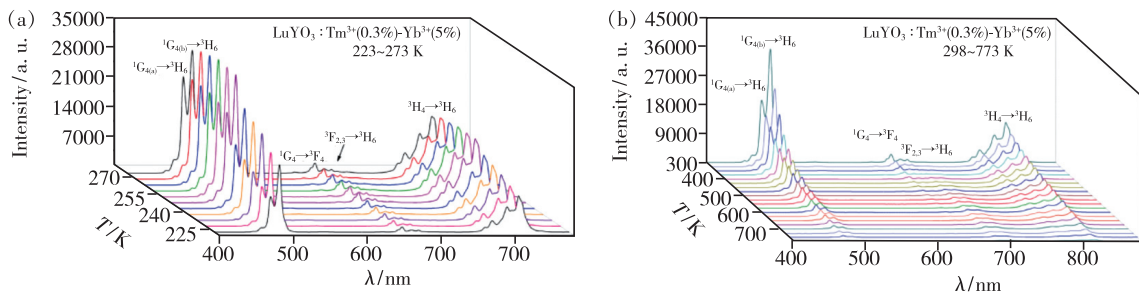 (a)
35000
28000
21000
14000
7000
Intensity/a. u.
LuYO₃：Tm³⁺(0.3%)-Yb³⁺(5%)
223~273 K
¹G₄₍b₎→³H₆
¹G₄₍a₎→³H₆
¹G₄→³F₄
³F₂,₃→³H₆
³H₄→³H₆
270
255
240
225
T/K
400
500
600
700
700
λ/nm
(b)
45000
36000
27000
18000
9000
300
Intensity/a. u.
LuYO₃：Tm³⁺(0.3%)-Yb³⁺(5%)
298~773 K
¹G₄₍b₎→³H₆
¹G₄₍a₎→³H₆
¹G₄→³F₄
³F₂,₃→³H₆
³H₄→³H₆
400
500
600
700
T/K
400
500
600
700
800
λ/nm